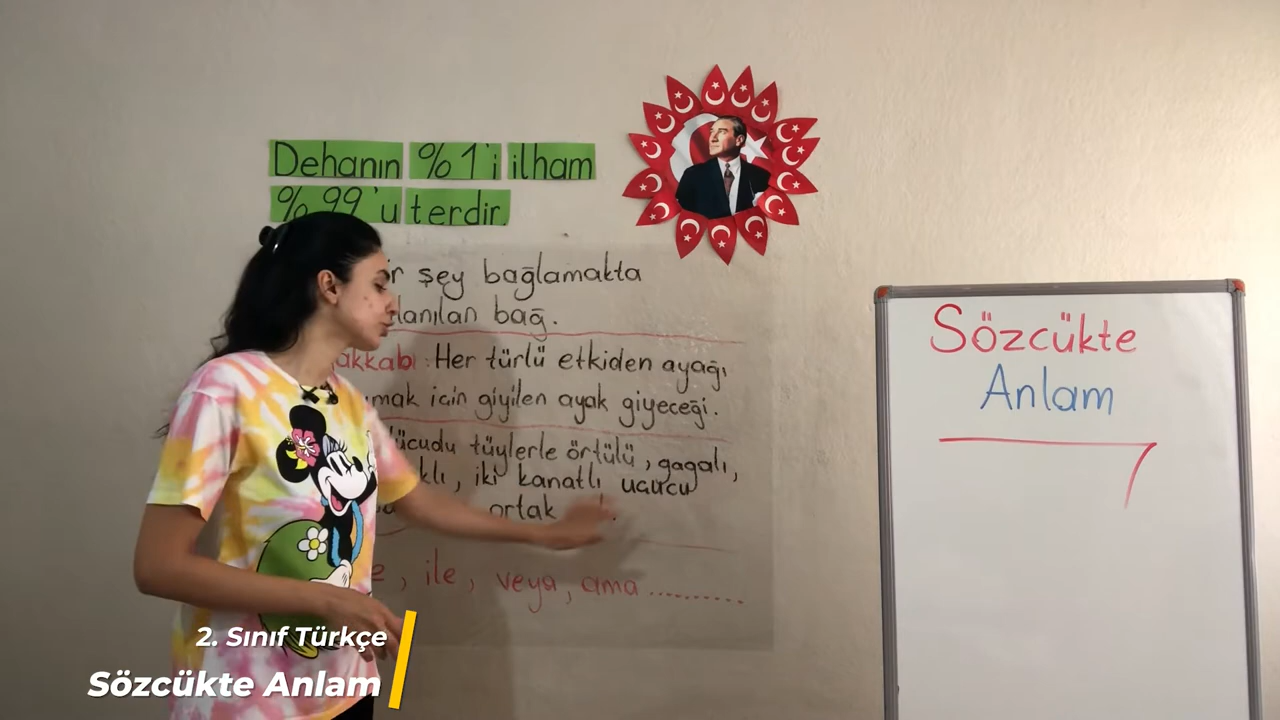 Dehanın %1'i ilham
%99'u terdir.
şey bağlamakta
bağ.
Her türlü etkiden ayağı
için giyilen ayak giyeceği.
tüylerle örtülü, gagalı,
iki kanatlı uçucu
ortak
ile, veya, ama..........
Sözcükte
Anlam
2. Sınıf Türkçe
Sözcükte Anlam